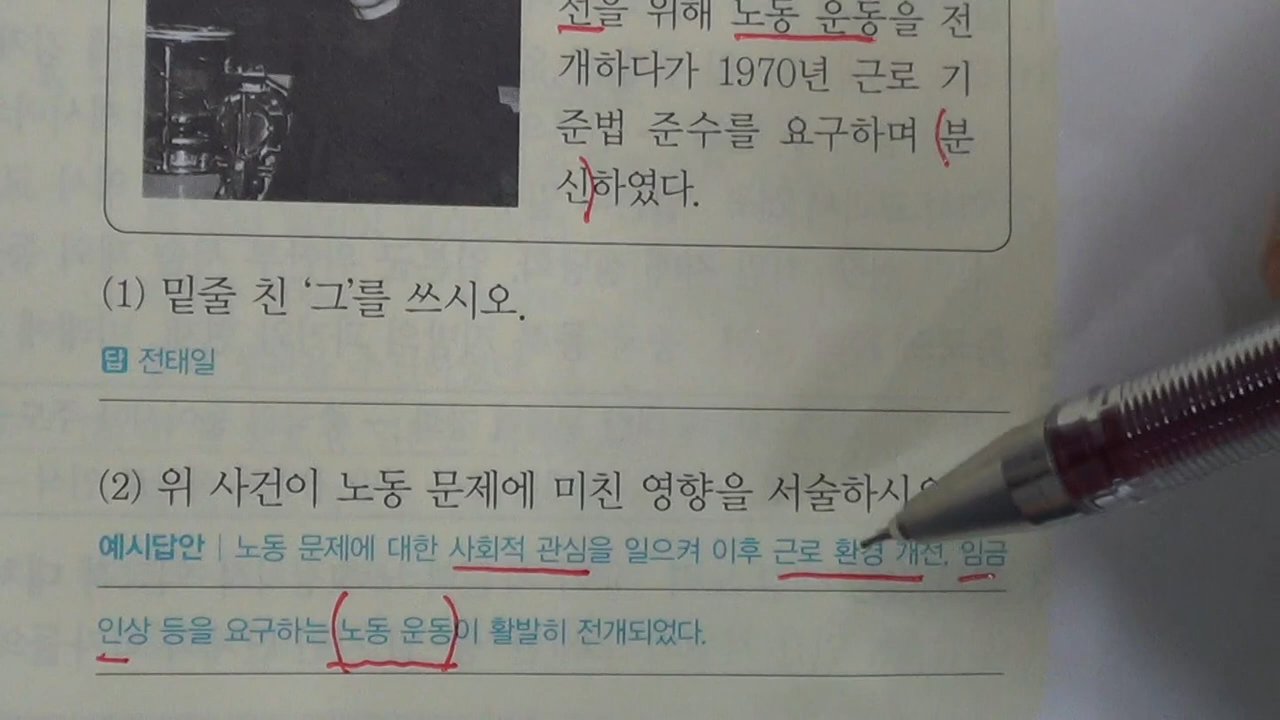 선을 위해 노동 운동을 전
개하다가 1970년 근로 기
준법 준수를 요구하며 분
신하였다.
(1) 밑줄 친 ‘그’를 쓰시오.
답 전태일
(2) 위 사건이 노동 문제에 미친 영향을 서술하시오
예시답안 | 노동 문제에 대한 사회적 관심을 일으켜 이후 근로 환경 개선, 임금
인상 등을 요구하는 노동 운동이 활발히 전개되었다.